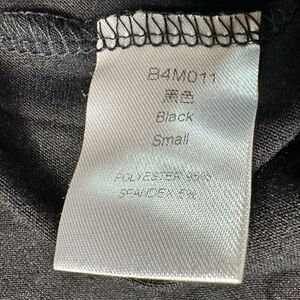 B4M011
黑色
Black
Small
POLYESTER 95%
SPANDEX 5%